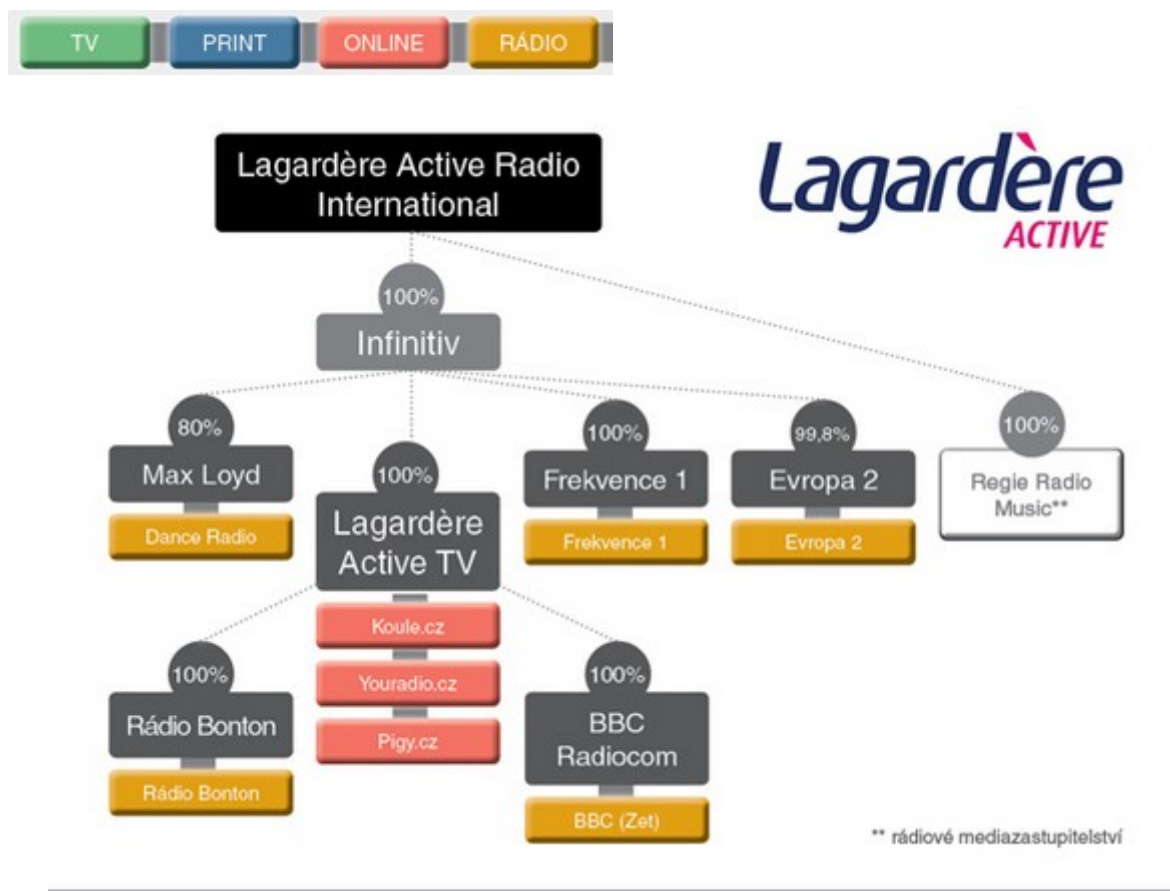 TV
PRINT
ONLINE
RÁDIO
Lagardère Active Radio
International
Lagardère
ACTIVE
100%
Infinitiv
80%
Max Loyd
Dance Radio
100%
Lagardère
Active TV
Koule.cz
Youradio.cz
Pigy.cz
100%
Frekvence 1
Frekvence 1
99,8%
Evropa 2
Evropa 2
100%
Regie Radio
Music**
100%
Rádio Bonton
Rádio Bonton
100%
BBC
Radiocom
BBC (Zet)
** rádiové mediazastupitelství